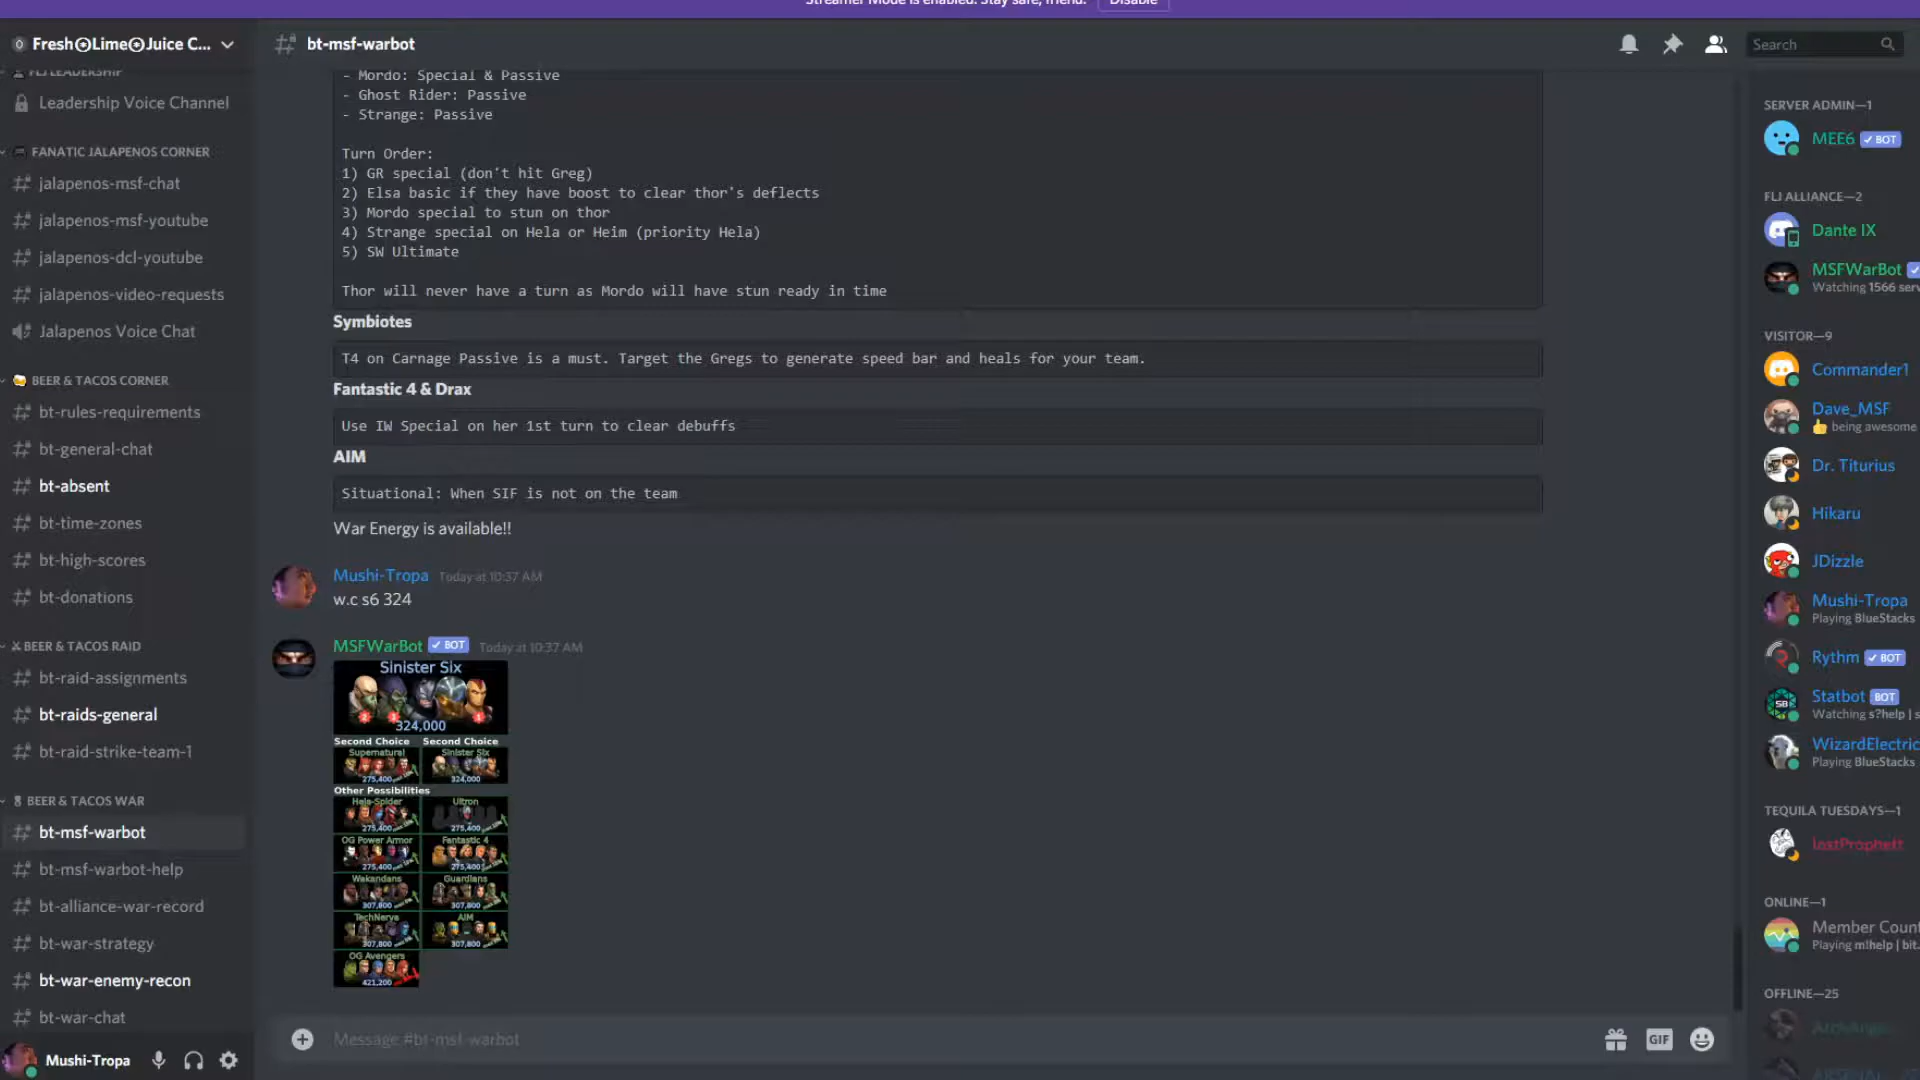 Streamer Mode is enabled. Stay safe, friend.
Disable
Fresh⊙Lime⊙Juice C...
FLJ LEADERSHIP
Leadership Voice Channel
FANATIC JALAPENOS CORNER
jalapenos-msf-chat
jalapenos-msf-youtube
jalapenos-dcl-youtube
jalapenos-video-requests
Jalapenos Voice Chat
BEER & TACOS CORNER
bt-rules-requirements
bt-general-chat
bt-absent
bt-time-zones
bt-high-scores
bt-donations
BEER & TACOS RAID
bt-raid-assignments
bt-raids-general
bt-raid-strike-team-1
BEER & TACOS WAR
bt-msf-warbot
bt-msf-warbot-help
bt-alliance-war-record
bt-war-strategy
bt-war-enemy-recon
bt-war-chat
Mushi-Tropa
bt-msf-warbot
- Mordo: Special & Passive
- Ghost Rider: Passive
- Strange: Passive
Turn Order:
1) GR special (don't hit Greg)
2) Elsa basic if they have boost to clear thor's deflects
3) Mordo special to stun on thor
4) Strange special on Hela or Heim (priority Hela)
5) SW Ultimate
Thor will never have a turn as Mordo will have stun ready in time
Symbiotes
T4 on Carnage Passive is a must. Target the Gregs to generate speed bar and heals for your team.
Fantastic 4 & Drax
Use IW Special on her 1st turn to clear debuffs
AIM
Situational: When SIF is not on the team
War Energy is available!!
Mushi-Tropa Today at 10:37 AM
w.c s6 324
MSFWarBot ✓ BOT Today at 10:37 AM
Sinister Six
324,000
Second Choice Second Choice
Supernatural Sinister Six
275,400 324,000
Other Possibilities
Hela-Spider Ultron
275,400 275,400
OG Power Armor Fantastic 4
275,400 275,400
Wakandans Guardians
307,800 307,800
TechNerve AIM
307,800 307,800
OG Avengers
421,200
Message #bt-msf-warbot
GIF
Search
SERVER ADMIN—1
MEE6 ✓ BOT
FLJ ALLIANCE—2
Dante IX
MSFWarBot
Watching 1566 serv
VISITOR—9
Commander1
Dave_MSF
being awesome
Dr. Titurius
Hikaru
JDizzle
Mushi-Tropa
Playing BlueStacks
Rythm ✓ BOT
SB
Statbot BOT
Watching s?help | s
WizardElectric
Playing BlueStacks
TEQUILA TUESDAYS—1
lastProphett
ONLINE—1
Member Coun
Playing m!help | bit.
OFFLINE—25